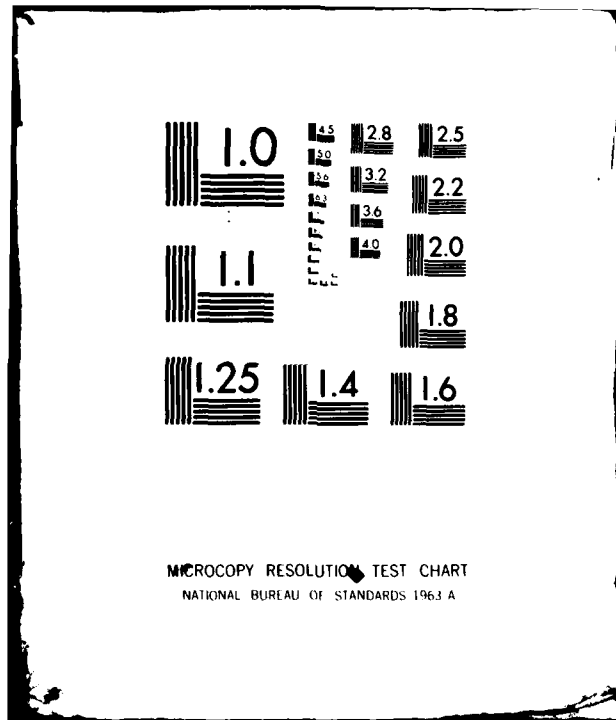 1.0
4.5 2.8 2.5
5.0
5.6 3.2 2.2
6.3
3.6
4.0 2.0
1.1
1.8
1.25 1.4 1.6
MICROCOPY RESOLUTION TEST CHART
NATIONAL BUREAU OF STANDARDS 1963 A